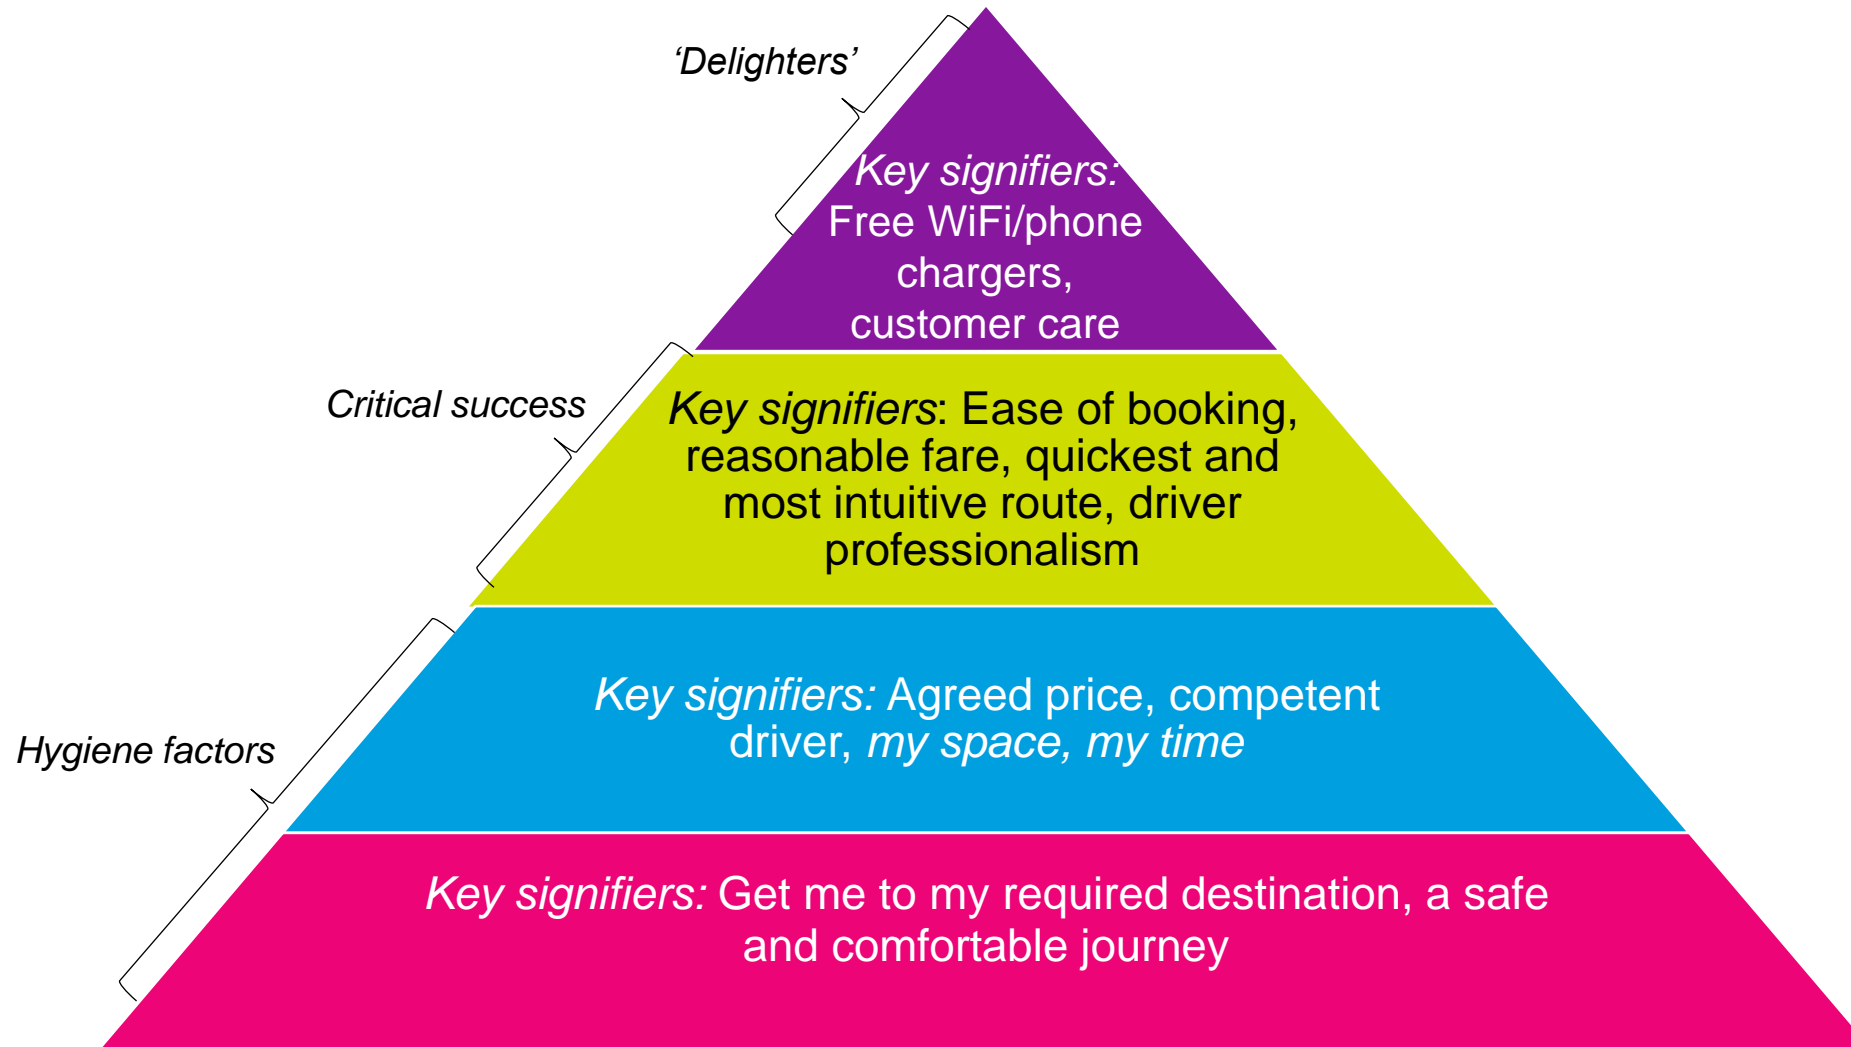 ‘Delighters’
Key signifiers:
Free WiFi/phone
chargers,
customer care
Critical success
Key signifiers: Ease of booking,
reasonable fare, quickest and
most intuitive route, driver
professionalism
Hygiene factors
Key signifiers: Agreed price, competent
driver, my space, my time
Key signifiers: Get me to my required destination, a safe
and comfortable journey